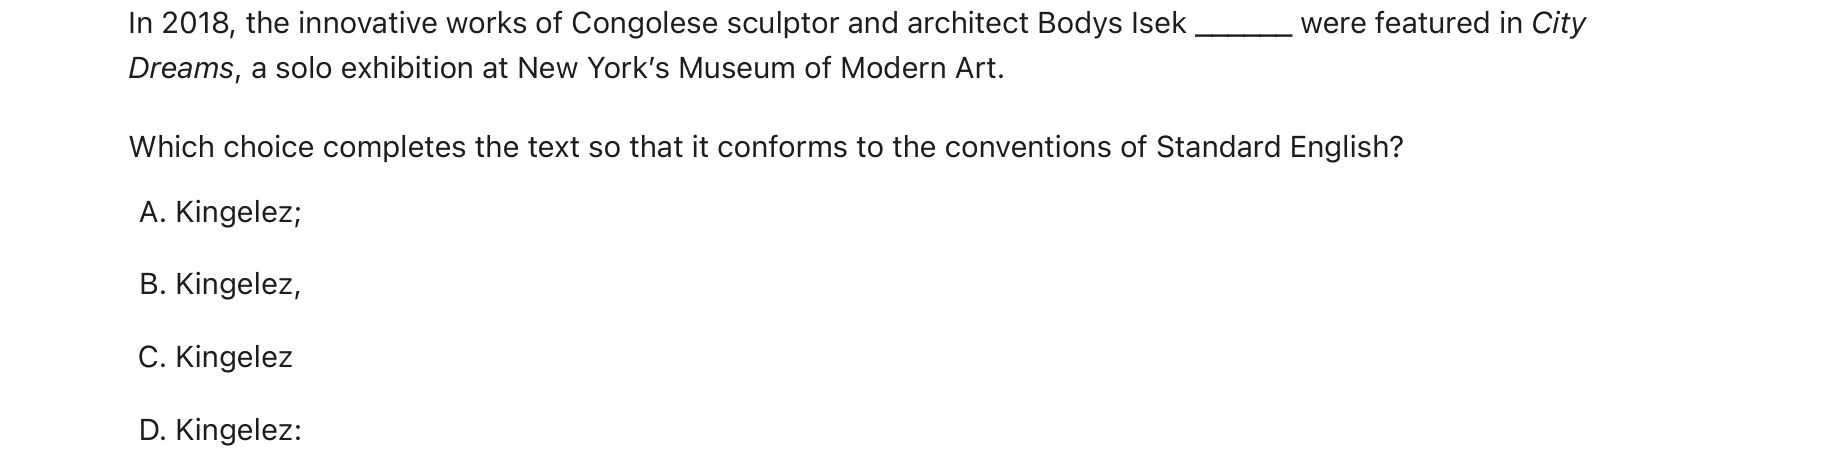 In 2018, the innovative works of Congolese sculptor and architect Bodys Isek ______ were featured in City
Dreams, a solo exhibition at New York’s Museum of Modern Art.
Which choice completes the text so that it conforms to the conventions of Standard English?
A. Kingelez;
B. Kingelez,
C. Kingelez
D. Kingelez: